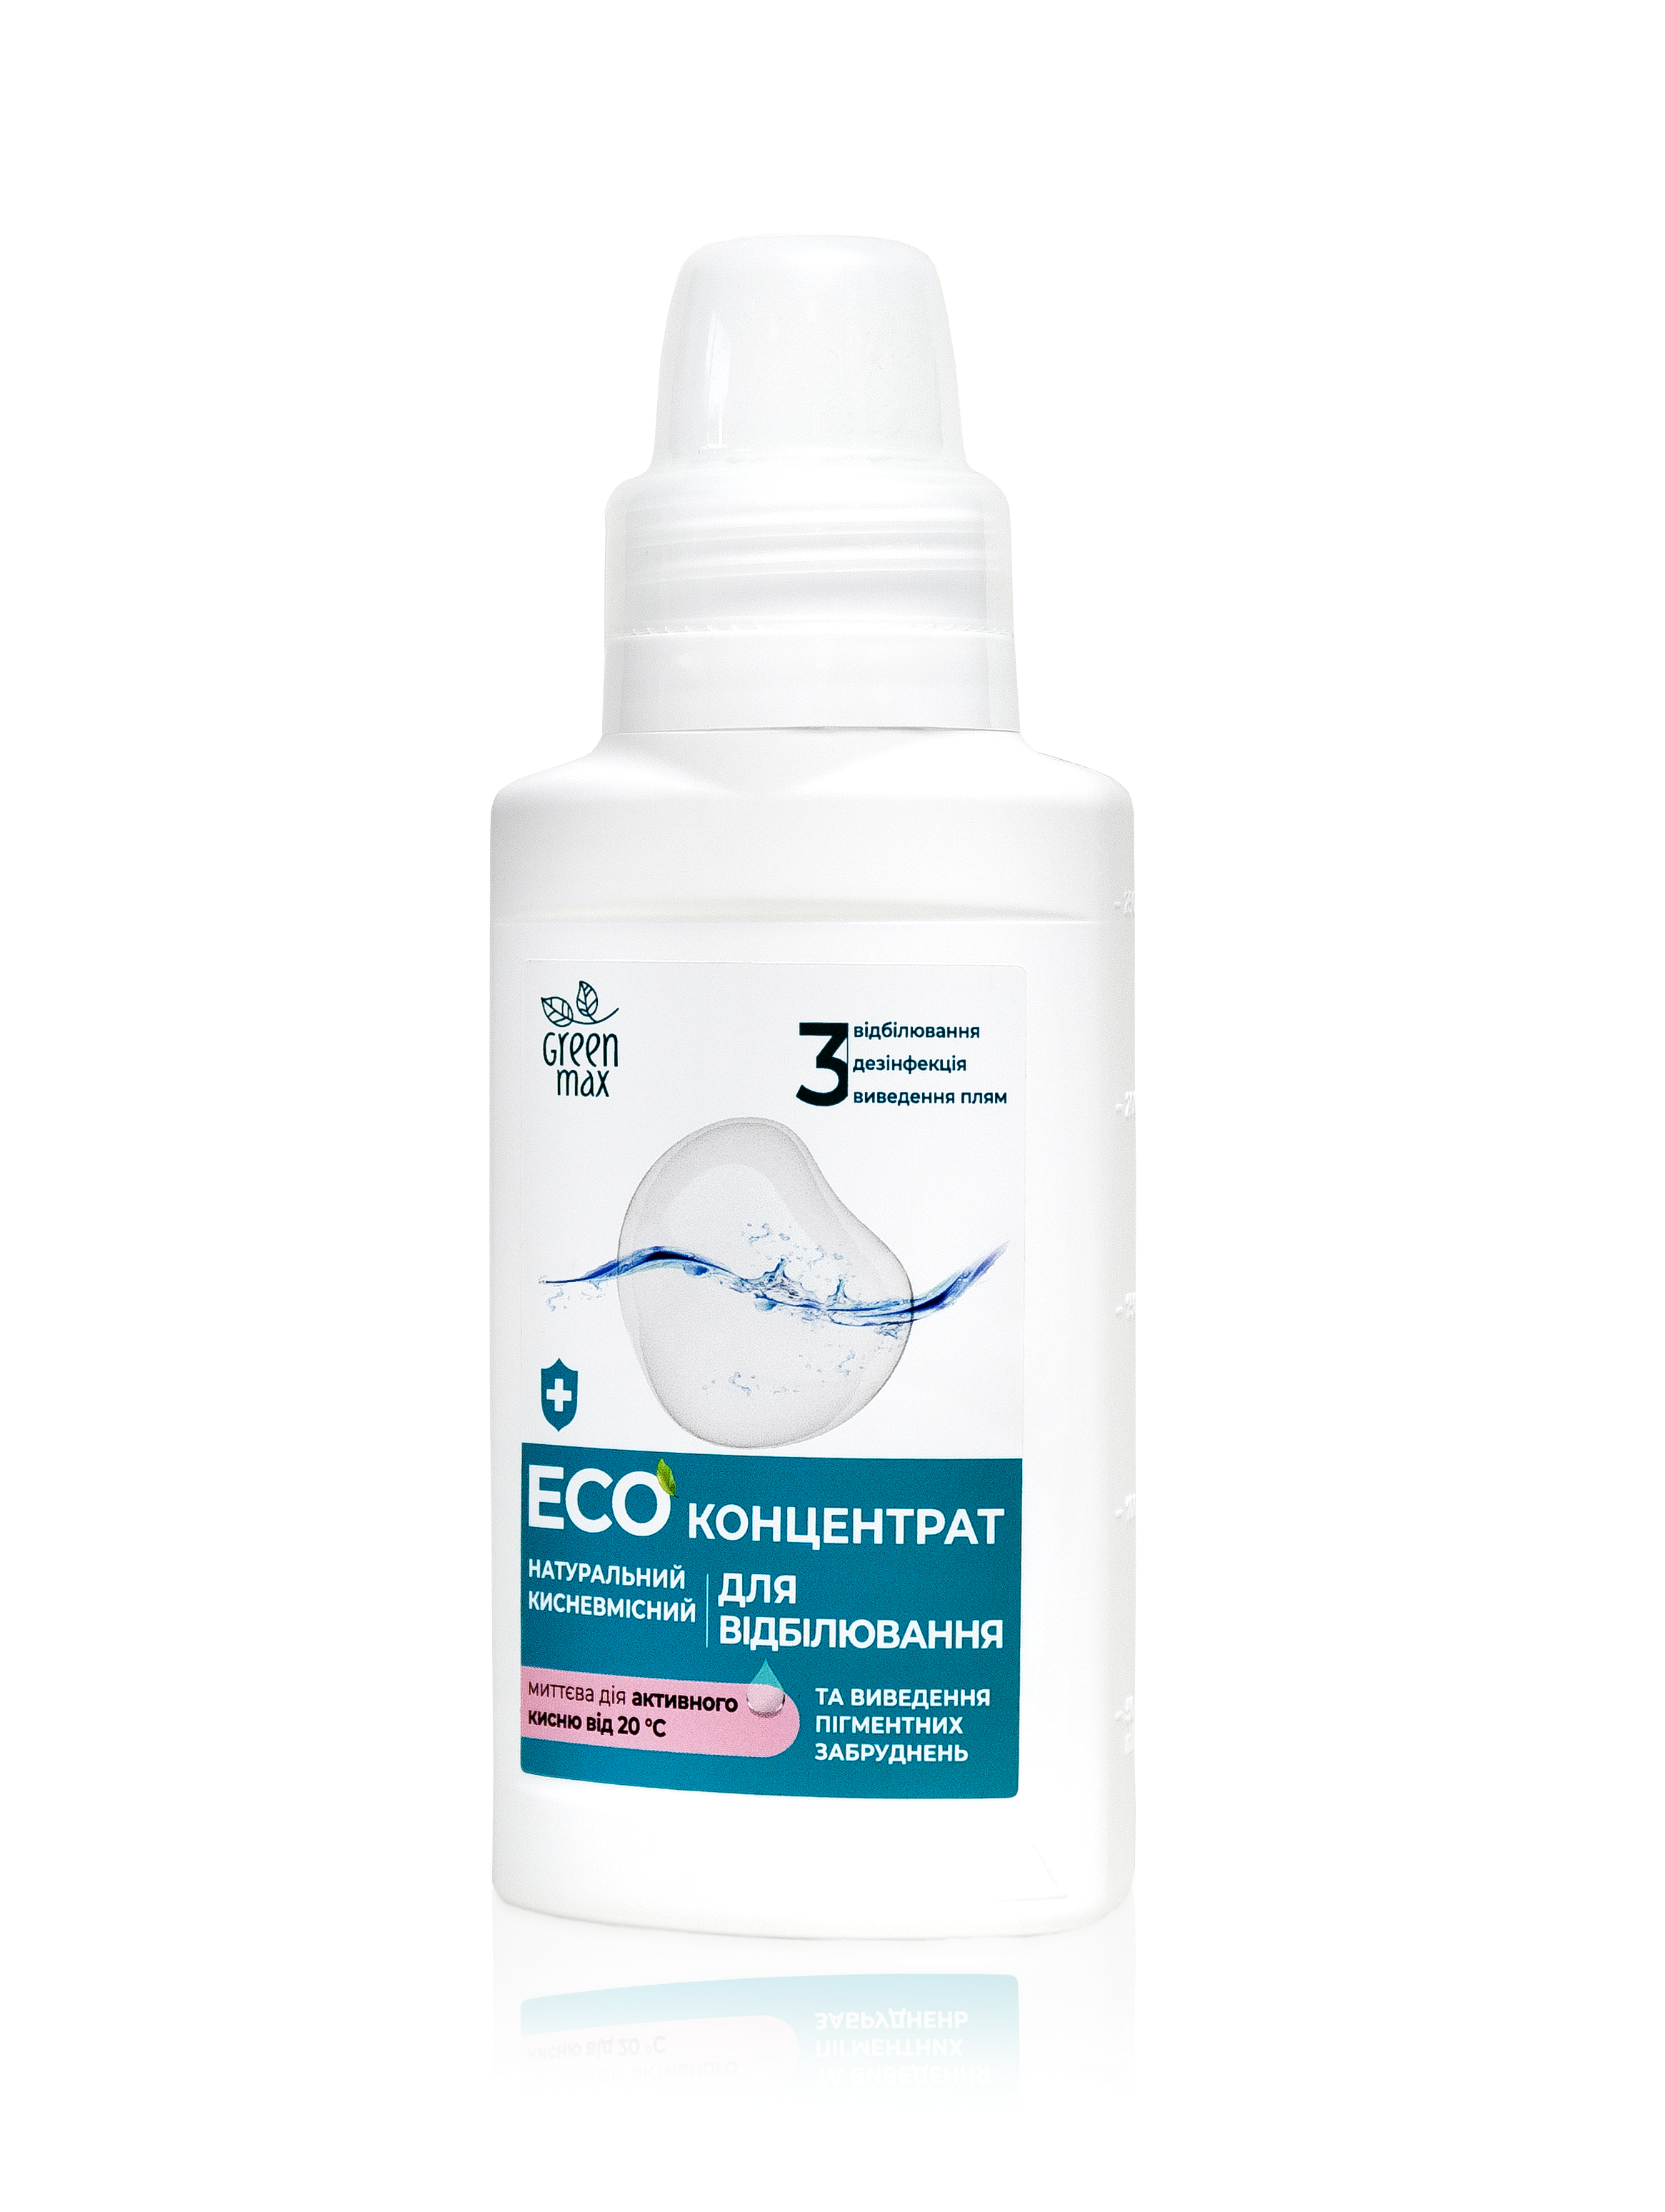 Green
max
3
відбілювання
дезінфекція
виведення плям
ECO КОНЦЕНТРАТ
НАТУРАЛЬНИЙ
КИСНЕВМІСНИЙ
ДЛЯ
ВІДБІЛЮВАННЯ
миттєва дія активного
кисню від 20 °C
ТА ВИВЕДЕННЯ
ПІГМЕНТНИХ
ЗАБРУДНЕНЬ